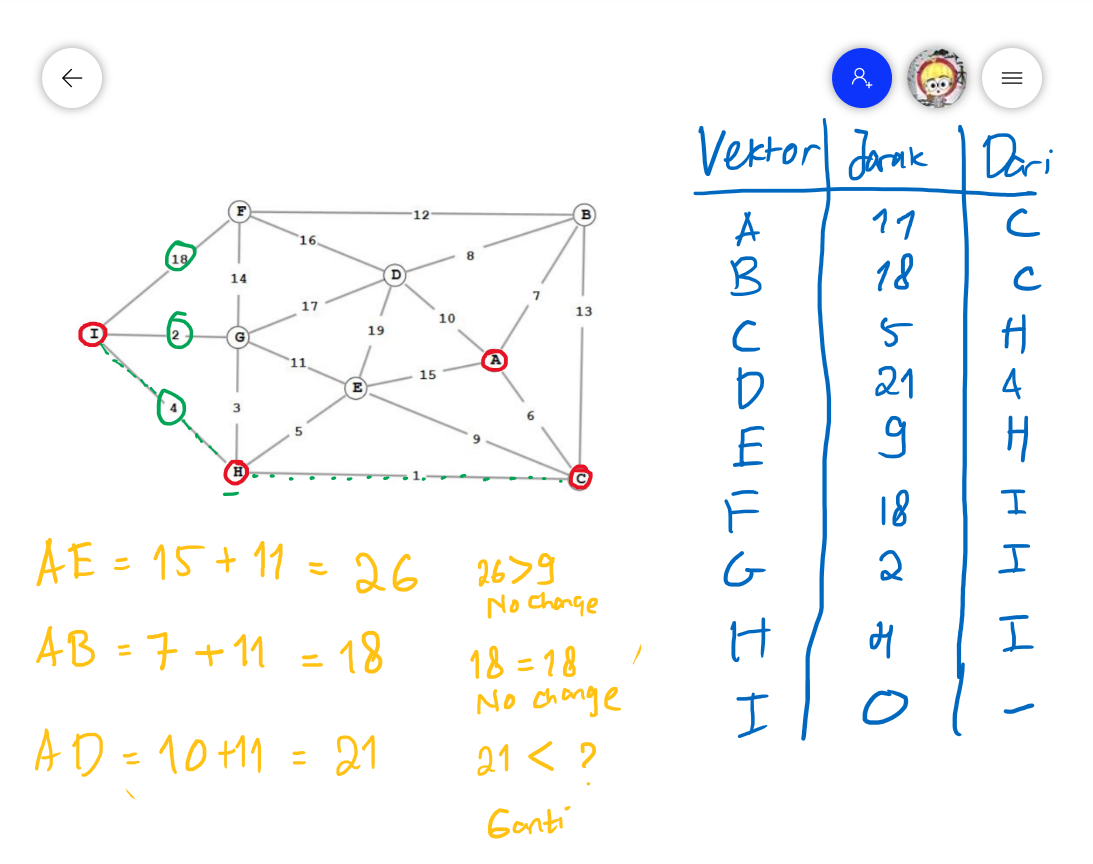 Vektor Jarak Dari
A 11 C
B 18 C
C 5 H
D 21 A
E 9 H
F 18 I
G 2 I
H 4 I
I 0 -
F 12 B
16
18
8
D
14
17
7
13
10
I 2 G
19
11
A
15
E
4
3
6
5
9
H 1 C
AE = 15 + 11 = 26 26 > 9
No change
AB = 7 + 11 = 18 18 = 18
No change
AD = 10 + 11 = 21 21 < ?
Ganti